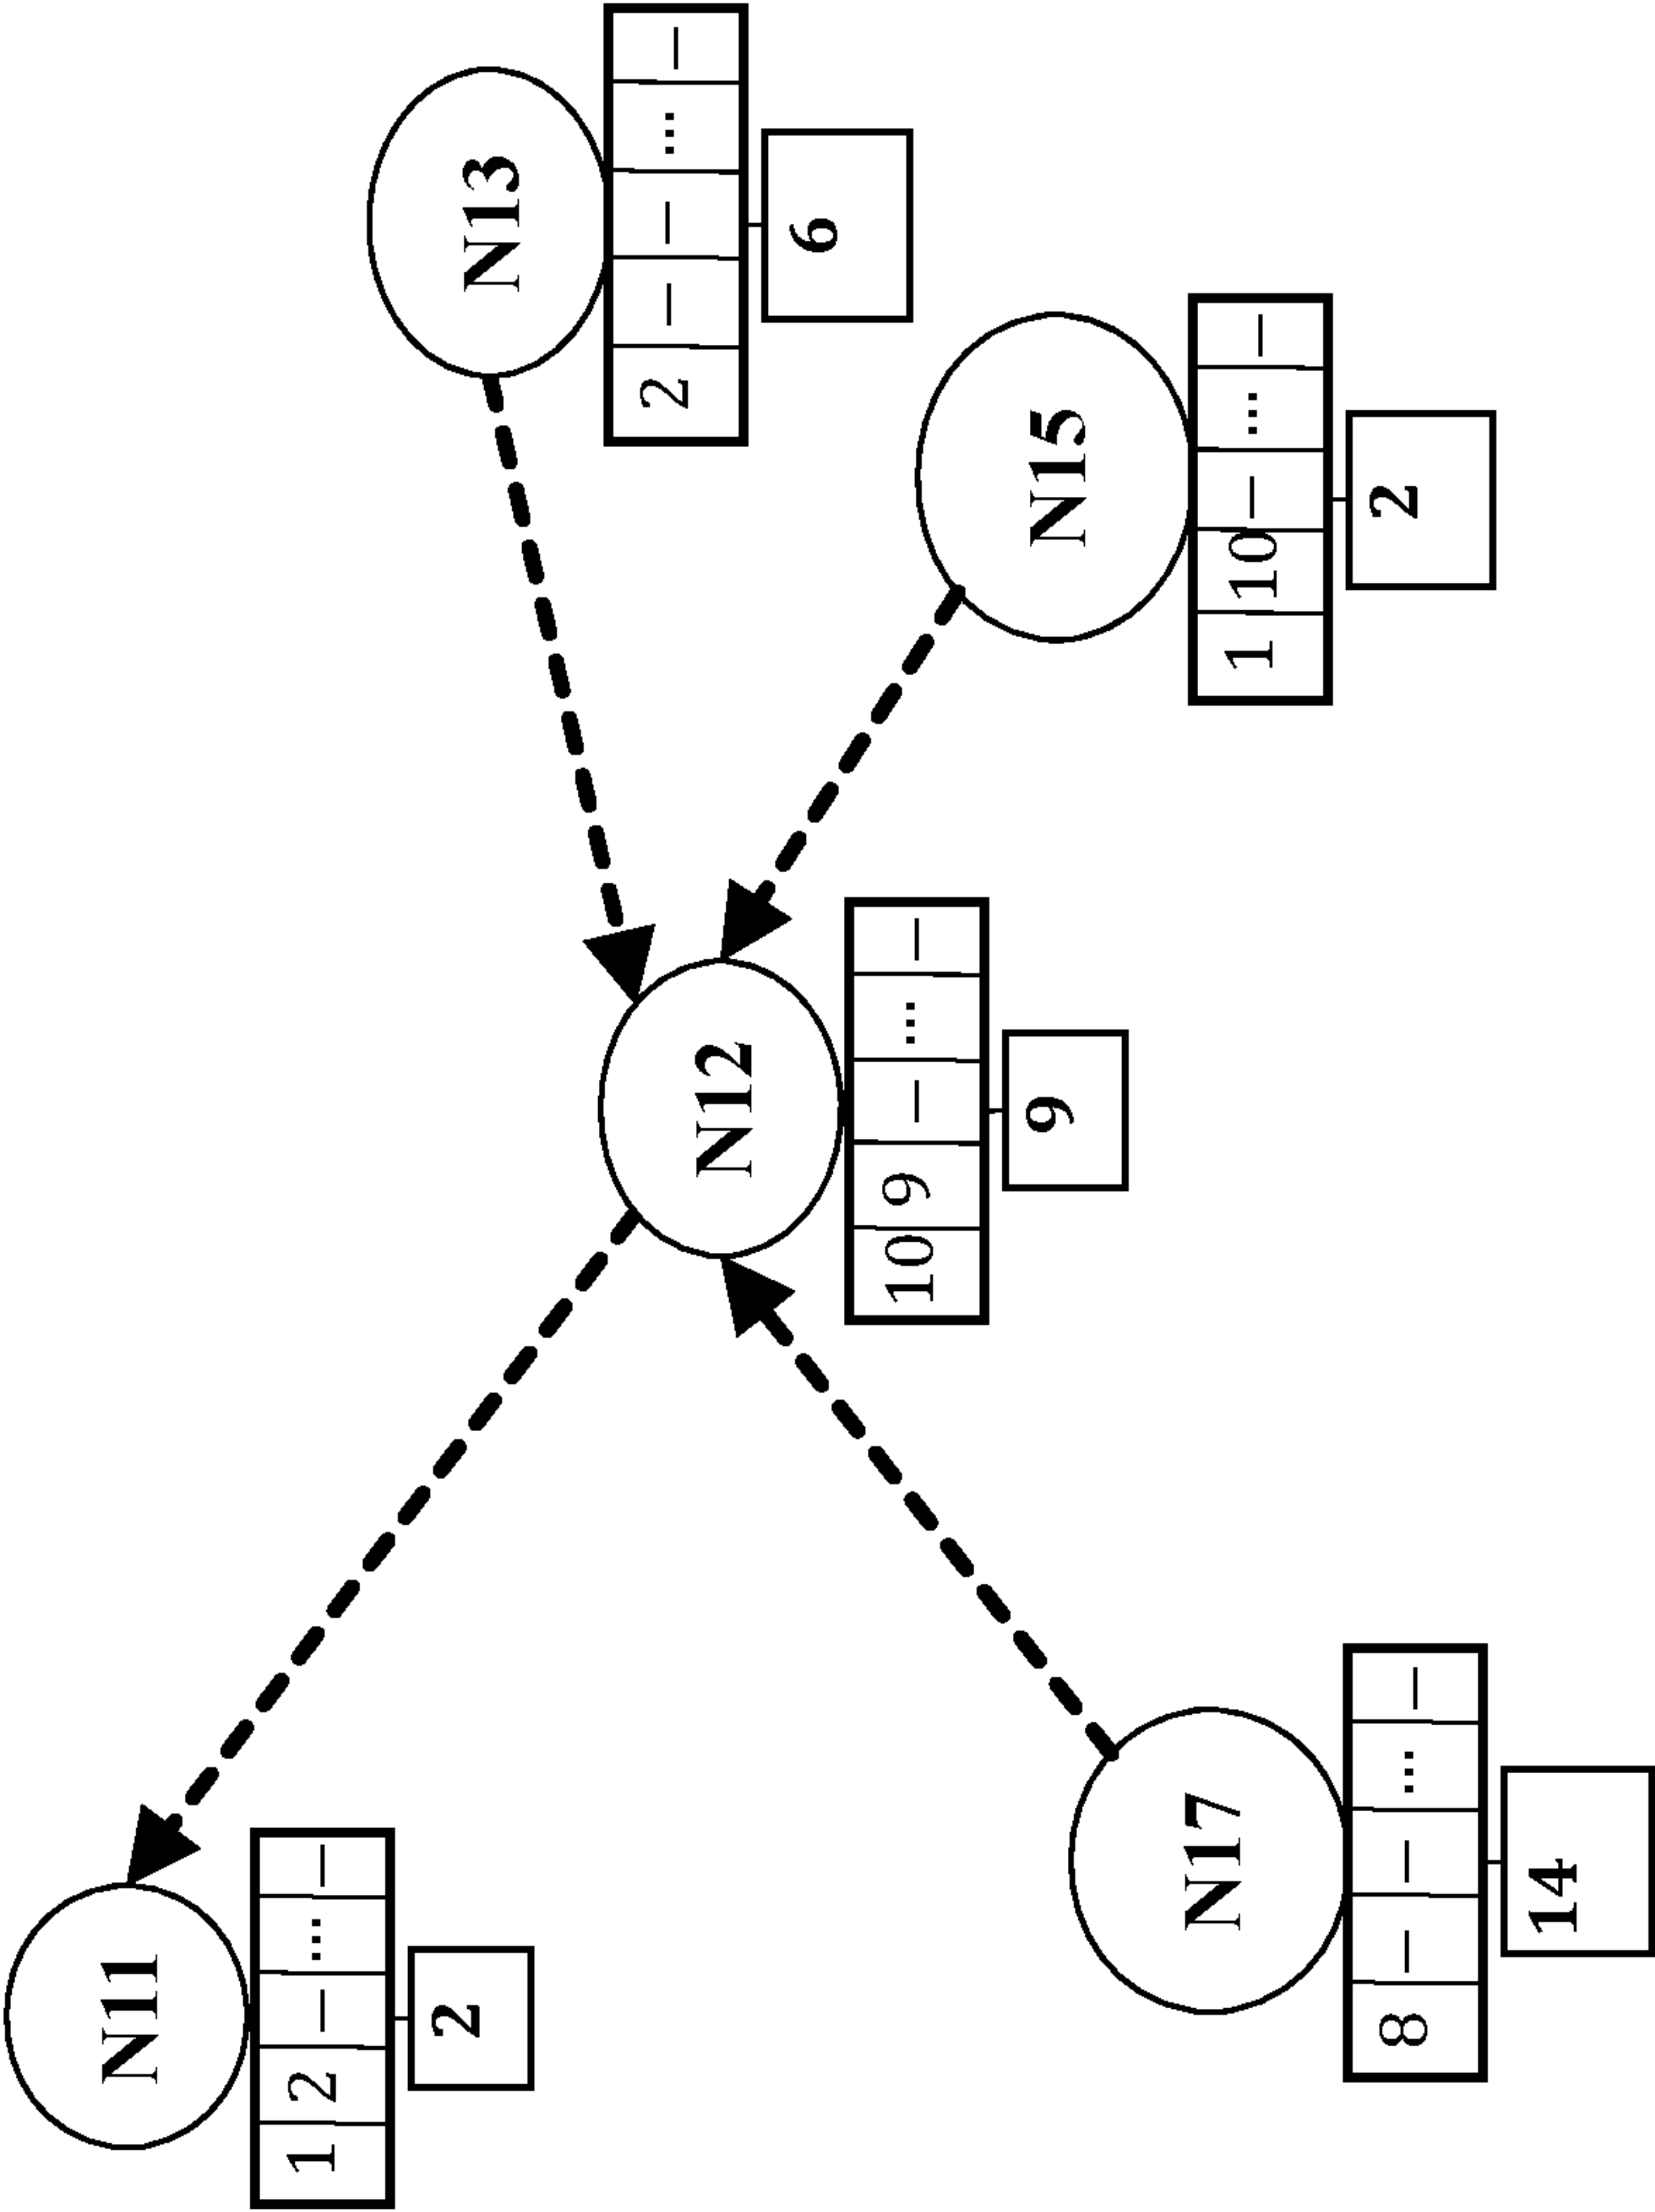 N11
1 2 – ... –
2
N13
2 – – ... –
6
N12
10 9 – ... –
9
N15
1 10 – ... –
2
N17
8 – – ... –
14